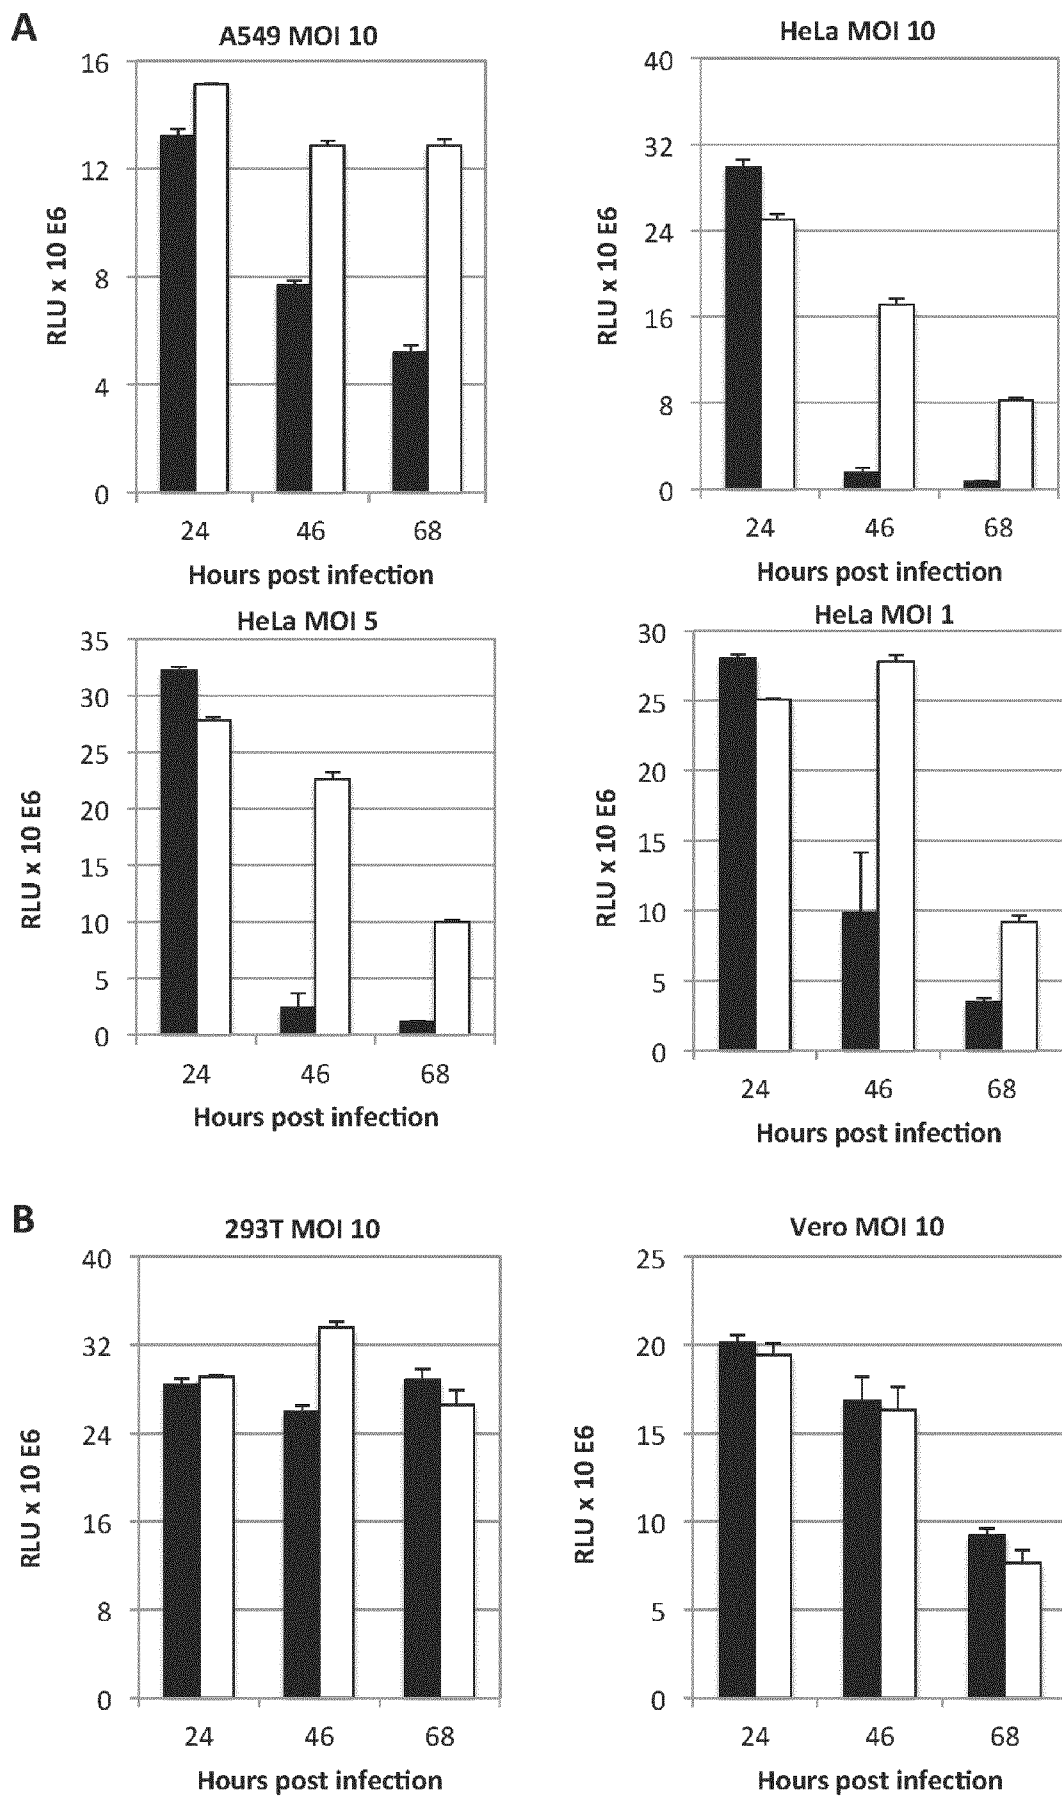 A
A549 MOI 10
RLU x 10 E6
16
12
8
4
0
24 46 68
Hours post infection
HeLa MOI 10
RLU x 10 E6
40
32
24
16
8
0
24 46 68
Hours post infection
HeLa MOI 5
RLU x 10 E6
35
30
25
20
15
10
5
0
24 46 68
Hours post infection
HeLa MOI 1
RLU x 10 E6
30
25
20
15
10
5
0
24 46 68
Hours post infection
B
293T MOI 10
RLU x 10 E6
40
32
24
16
8
0
24 46 68
Hours post infection
Vero MOI 10
RLU x 10 E6
25
20
15
10
5
0
24 46 68
Hours post infection